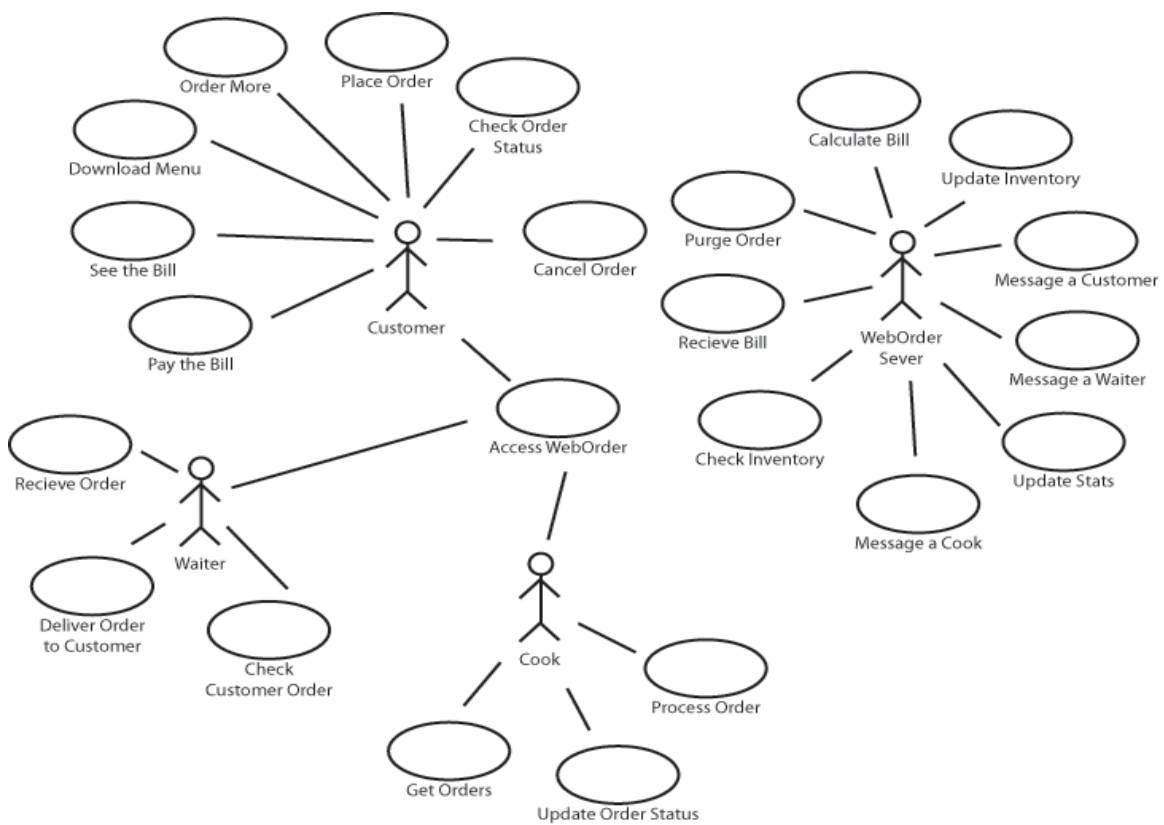 Order More
Place Order
Check Order
Status
Download Menu
See the Bill
Cancel Order
Pay the Bill
Customer
Calculate Bill
Update Inventory
Purge Order
Message a Customer
Recieve Bill
WebOrder
Sever
Message a Waiter
Check Inventory
Update Stats
Message a Cook
Access WebOrder
Recieve Order
Waiter
Deliver Order
to Customer
Check
Customer Order
Cook
Process Order
Get Orders
Update Order Status